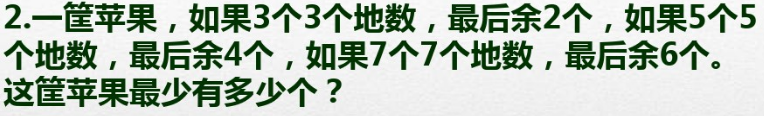 2.一筐苹果，如果3个3个地数，最后余2个，如果5个5
个地数，最后余4个，如果7个7个地数，最后余6个。
这筐苹果最少有多少个？